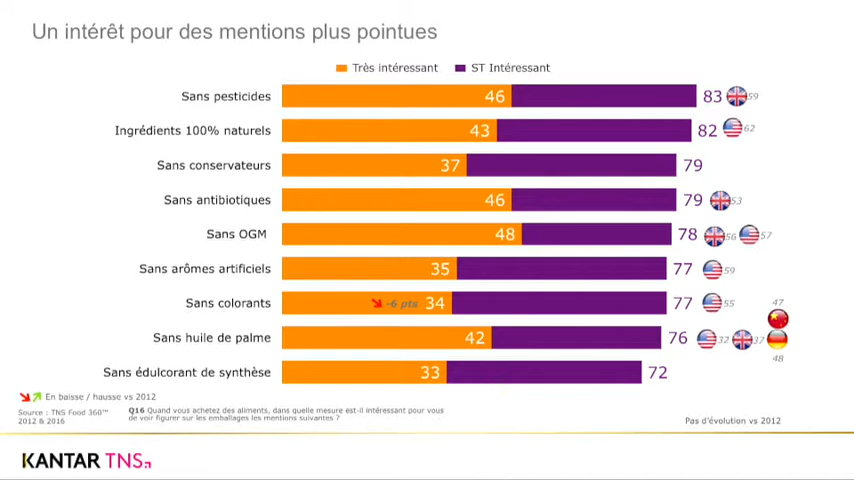 Un intérêt pour des mentions plus pointues
Très intéressant ST Intéressant
Sans pesticides 46 83 59
Ingrédients 100% naturels 43 82 62
Sans conservateurs 37 79
Sans antibiotiques 46 79 53
Sans OGM 48 78 56 57
Sans arômes artificiels 35 77 59
Sans colorants -6 pts 34 77 55 47
Sans huile de palme 42 76 32 37
48
Sans édulcorant de synthèse 33 72
En baisse / hausse vs 2012
Source : TNS Food 360™
2012 & 2016
Q16 Quand vous achetez des aliments, dans quelle mesure est-il intéressant pour vous
de voir figurer sur les emballages les mentions suivantes ?
Pas d'évolution vs 2012
KANTAR TNS